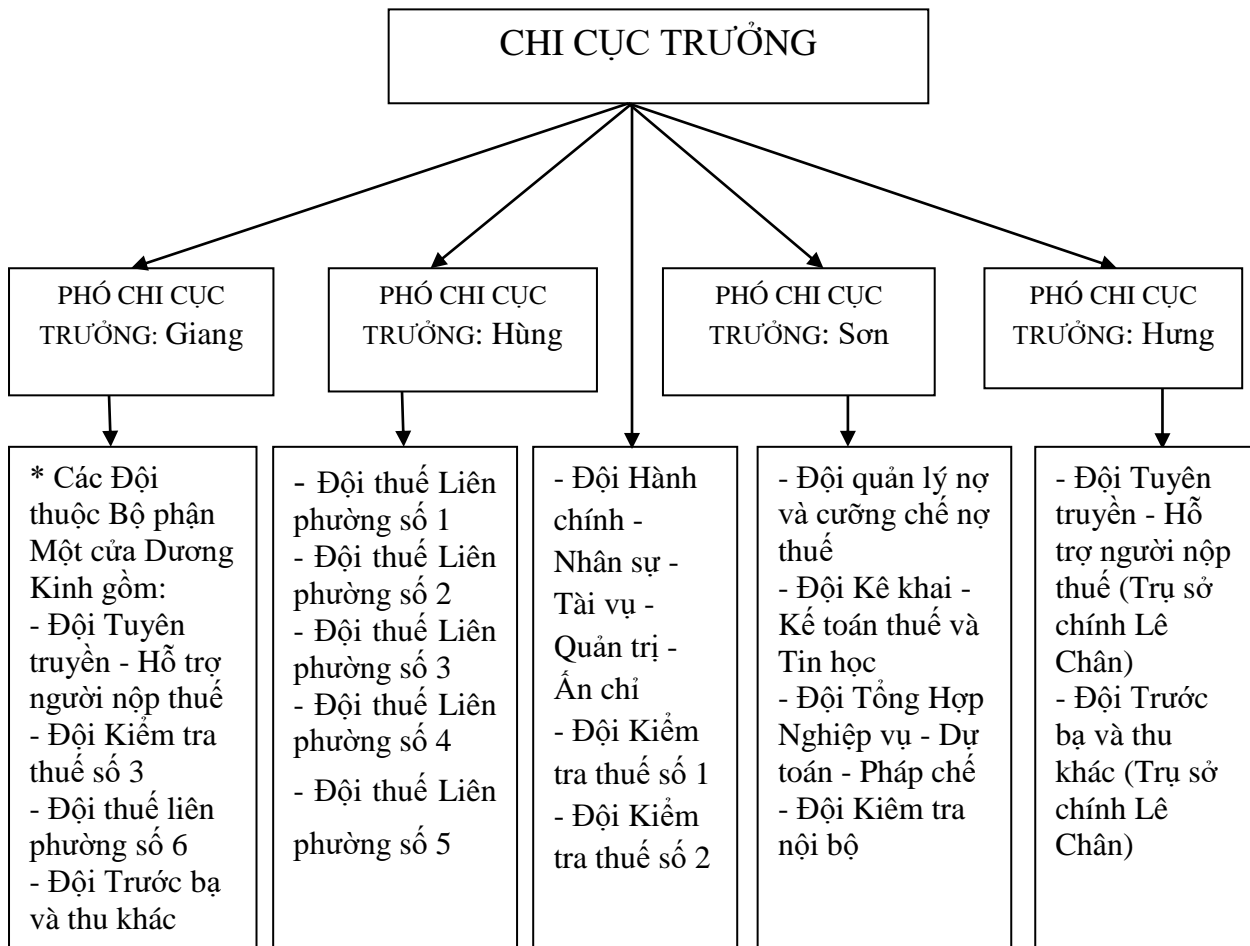 CHI CỤC TRƯỞNG
PHÓ CHI CỤC
TRƯỞNG: Giang
PHÓ CHI CỤC
TRƯỞNG: Hùng
PHÓ CHI CỤC
TRƯỞNG: Sơn
PHÓ CHI CỤC
TRƯỞNG: Hưng
* Các Đội
thuộc Bộ phận
Một cửa Dương
Kinh gồm:
- Đội Tuyên
truyền - Hỗ trợ
người nộp thuế
- Đội Kiểm tra
thuế số 3
- Đội thuế liên
phường số 6
- Đội Trước bạ
và thu khác
- Đội thuế Liên
phường số 1
- Đội thuế Liên
phường số 2
- Đội thuế Liên
phường số 3
- Đội thuế Liên
phường số 4
- Đội thuế Liên
phường số 5
- Đội Hành
chính -
Nhân sự -
Tài vụ -
Quản trị -
Ấn chỉ
- Đội Kiểm
tra thuế số 1
- Đội Kiểm
tra thuế số 2
- Đội quản lý nợ
và cưỡng chế nợ
thuế
- Đội Kê khai -
Kế toán thuế và
Tin học
- Đội Tổng Hợp
Nghiệp vụ - Dự
toán - Pháp chế
- Đội Kiêm tra
nội bộ
- Đội Tuyên
truyền - Hỗ
trợ người nộp
thuế (Trụ sở
chính Lê
Chân)
- Đội Trước
bạ và thu
khác (Trụ sở
chính Lê
Chân)